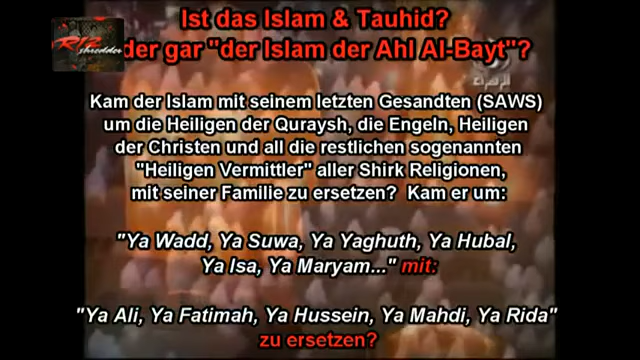 RIZ
shredder
Ist das Islam & Tauhid?
der gar "der Islam der Ahl Al-Bayt"?
Kam der Islam mit seinem letzten Gesandten (SAWS)
um die Heiligen der Quraysh, die Engeln, Heiligen
der Christen und all die restlichen sogenannten
"Heiligen Vermittler" aller Shirk Religionen,
mit seiner Familie zu ersetzen? Kam er um:
"Ya Wadd, Ya Suwa, Ya Yaghuth, Ya Hubal,
Ya Isa, Ya Maryam..." mit:
"Ya Ali, Ya Fatimah, Ya Hussein, Ya Mahdi, Ya Rida"
zu ersetzen?